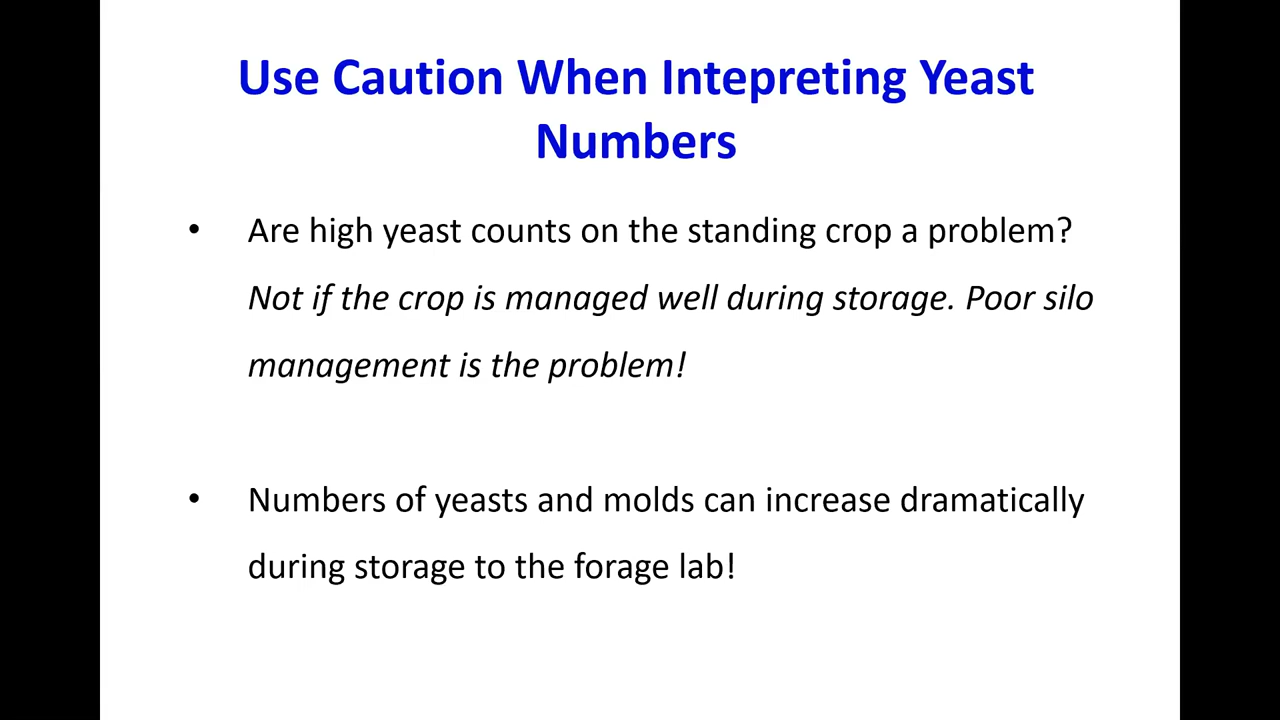 Use Caution When Intepreting Yeast
Numbers
• Are high yeast counts on the standing crop a problem?
Not if the crop is managed well during storage. Poor silo
management is the problem!
• Numbers of yeasts and molds can increase dramatically
during storage to the forage lab!